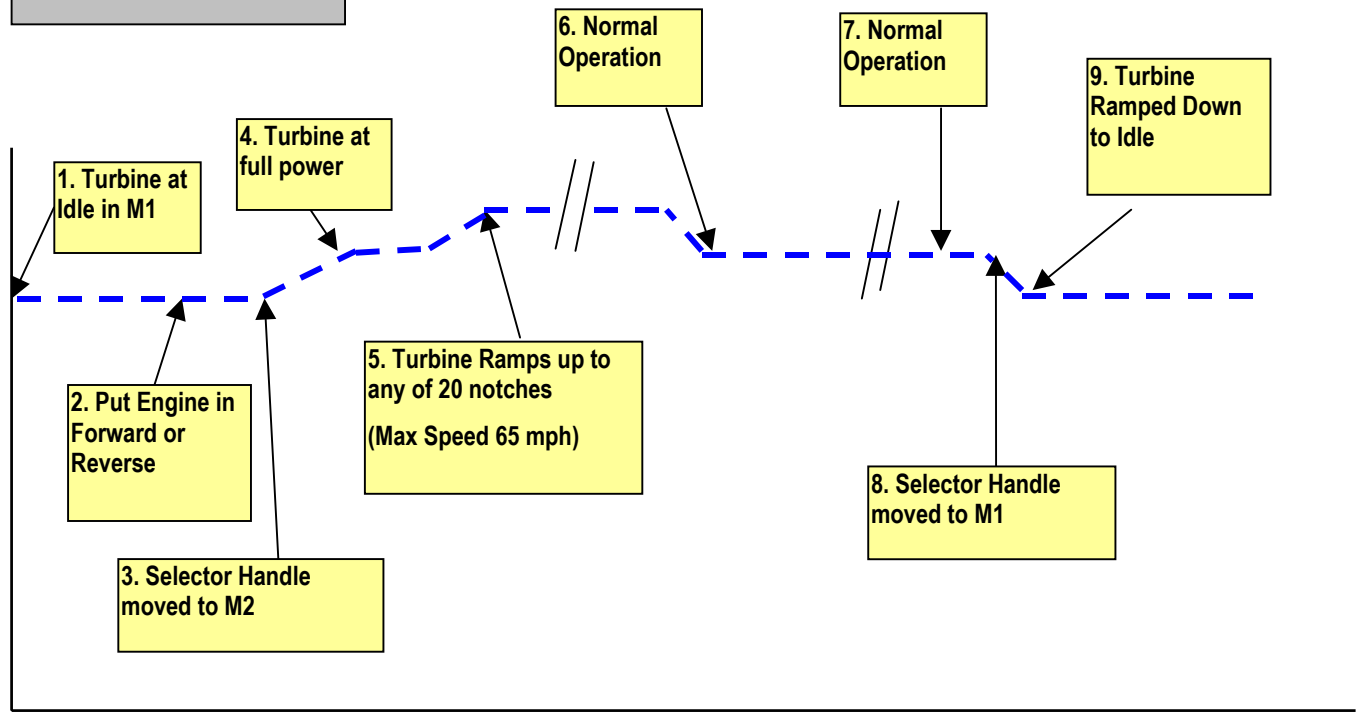 1. Turbine at
Idle in M1
2. Put Engine in
Forward or
Reverse
3. Selector Handle
moved to M2
4. Turbine at
full power
5. Turbine Ramps up to
any of 20 notches
(Max Speed 65 mph)
6. Normal
Operation
7. Normal
Operation
8. Selector Handle
moved to M1
9. Turbine
Ramped Down
to Idle